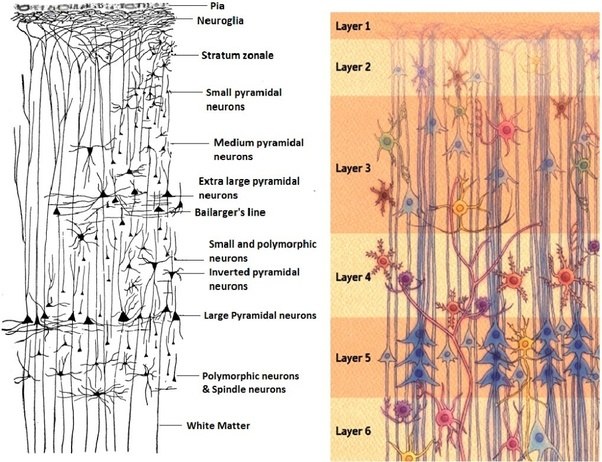 Pia
Neuroglia
Stratum zonale
Small pyramidal
neurons
Medium pyramidal
neurons
Extra large pyramidal
neurons
Bailarger's line
Small and polymorphic
neurons
Inverted pyramidal
neurons
Large Pyramidal neurons
Polymorphic neurons
& Spindle neurons
White Matter
Layer 1
Layer 2
Layer 3
Layer 4
Layer 5
Layer 6